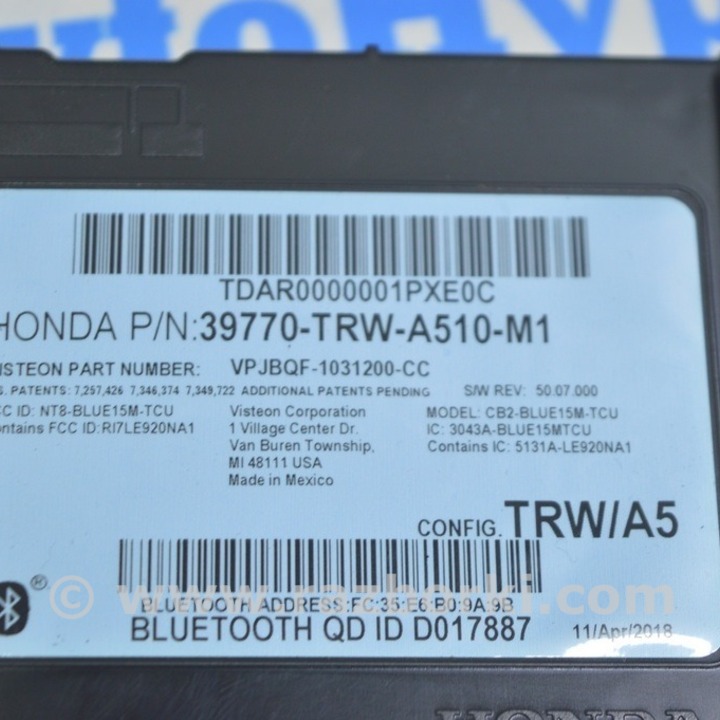 TDAR0000001PXE0C
HONDA P/N:39770-TRW-A510-M1
ISTEON PART NUMBER: VPJBQF-1031200-CC
S. PATENTS: 7,257,426 7,346,374 7,349,722 ADDITIONAL PATENTS PENDING S/W REV: 50.07.000
CC ID: NT8-BLUE15M-TCU Visteon Corporation MODEL: CB2-BLUE15M-TCU
ontains FCC ID:RI7LE920NA1 1 Village Center Dr. IC: 3043A-BLUE15MTCU
Van Buren Township, Contains IC: 5131A-LE920NA1
MI 48111 USA
Made in Mexico
CONFIG. TRW/A5
© www.razborki.com
BLUETOOTH ADDRESS:FC:35:E6:B0:9A:9B
BLUETOOTH QD ID D017887 11/Apr/2018
HONDA